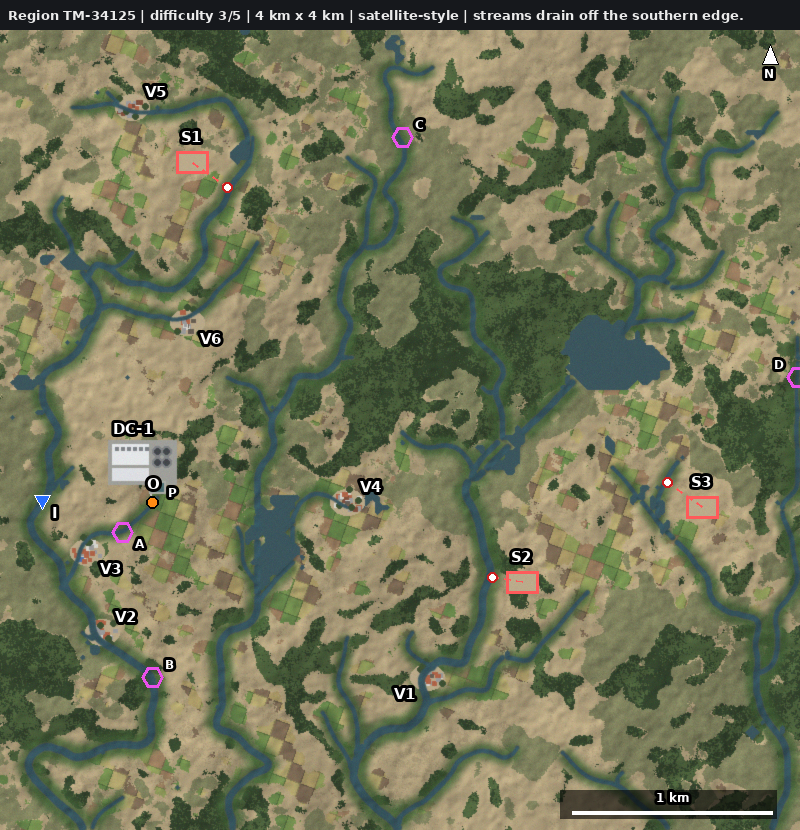 Region TM-34125 | difficulty 3/5 | 4 km x 4 km | satellite-style | streams drain off the southern edge.
N
V5
C
S1
V6
D
DC-1
O
P
V4
S3
I
A
V3
S2
V2
B
V1
1 km